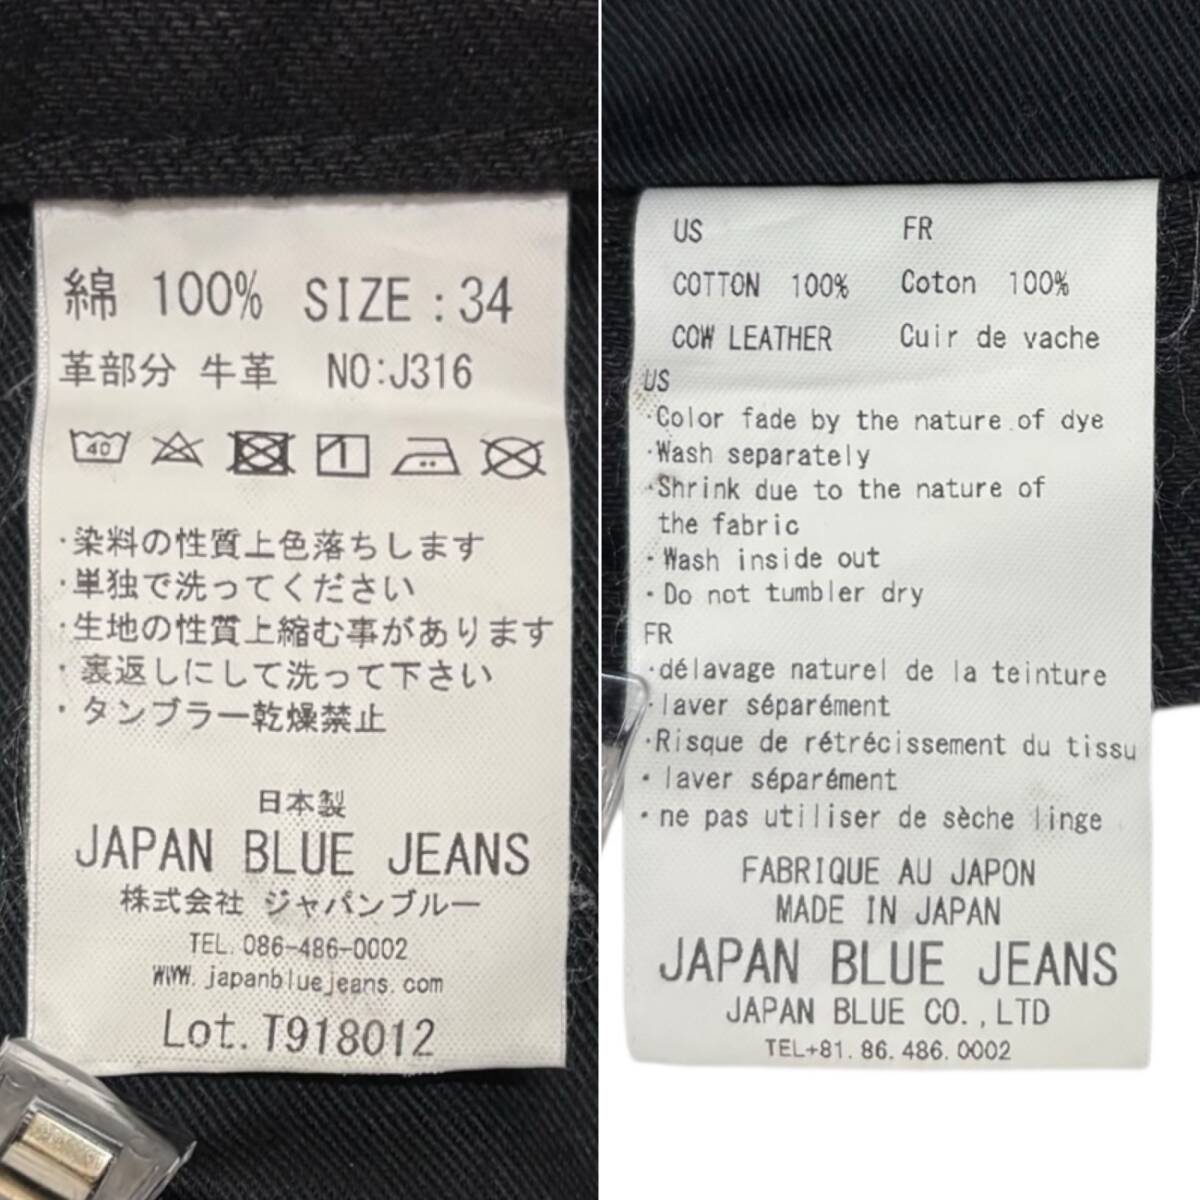 綿 100% SIZE:34
革部分 牛革 NO:J316
40
・染料の性質上色落ちします
・単独で洗ってください
・生地の性質上縮む事があります
・裏返しにして洗って下さい
・タンブラー乾燥禁止
日本製
JAPAN BLUE JEANS
株式会社 ジャパンブルー
TEL. 086-486-0002
WWW.japanbluejeans.com
Lot.T918012
US FR
COTTON 100% Coton 100%
COW LEATHER Cuir de vache
US
·Color fade by the nature of dye
·Wash separately
·Shrink due to the nature of
the fabric
·Wash inside out
·Do not tumbler dry
FR
·délavage naturel de la teinture
·laver séparément
·Risque de rétrécissement du tissu
·laver séparément
·ne pas utiliser de sèche linge
FABRIQUE AU JAPON
MADE IN JAPAN
JAPAN BLUE JEANS
JAPAN BLUE CO.,LTD
TEL+81.86.486.0002